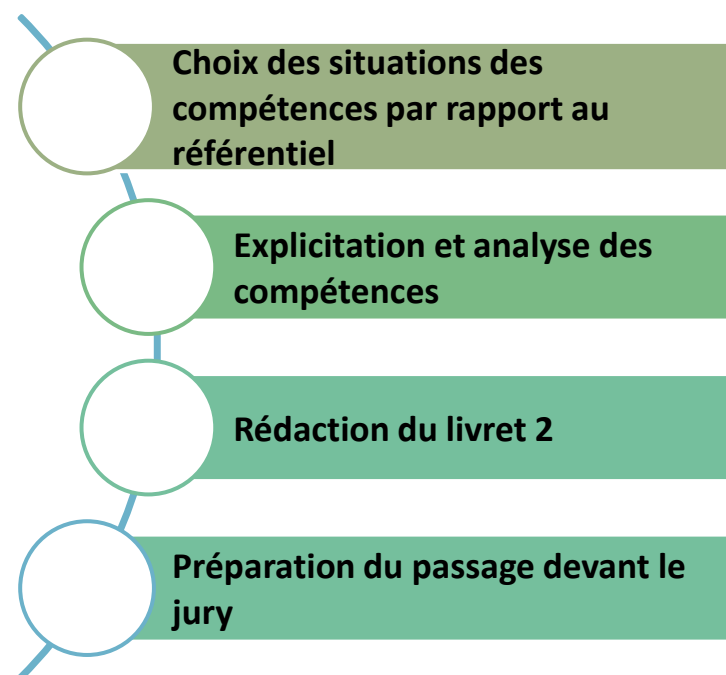 Choix des situations des
compétences par rapport au
référentiel
Explicitation et analyse des
compétences
Rédaction du livret 2
Préparation du passage devant le
jury